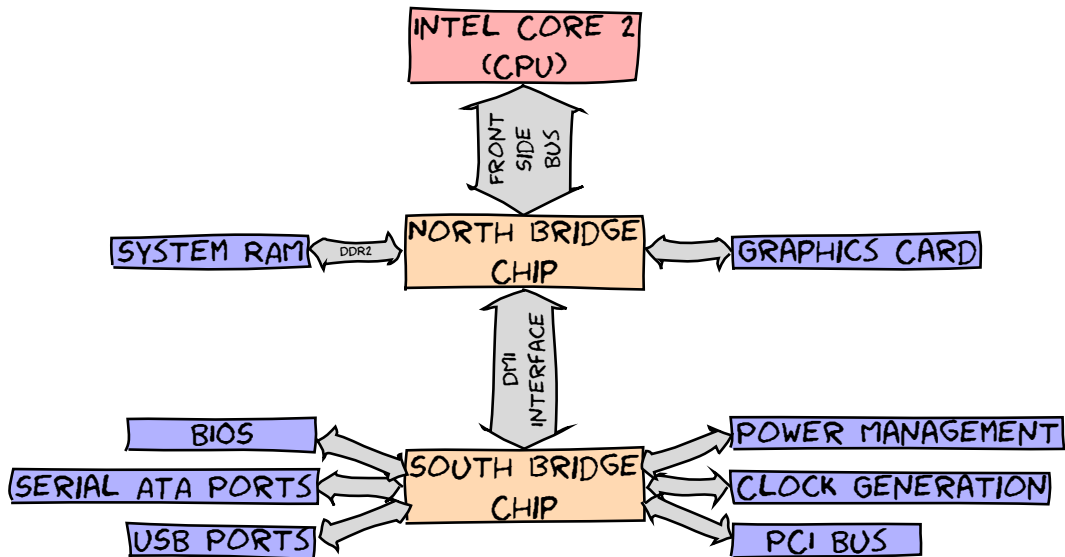 INTEL CORE 2
(CPU)
FRONT
SIDE
BUS
SYSTEM RAM
DDR2
NORTH BRIDGE
CHIP
GRAPHICS CARD
DMI
INTERFACE
BIOS
POWER MANAGEMENT
SERIAL ATA PORTS
SOUTH BRIDGE
CHIP
CLOCK GENERATION
USB PORTS
PCI BUS